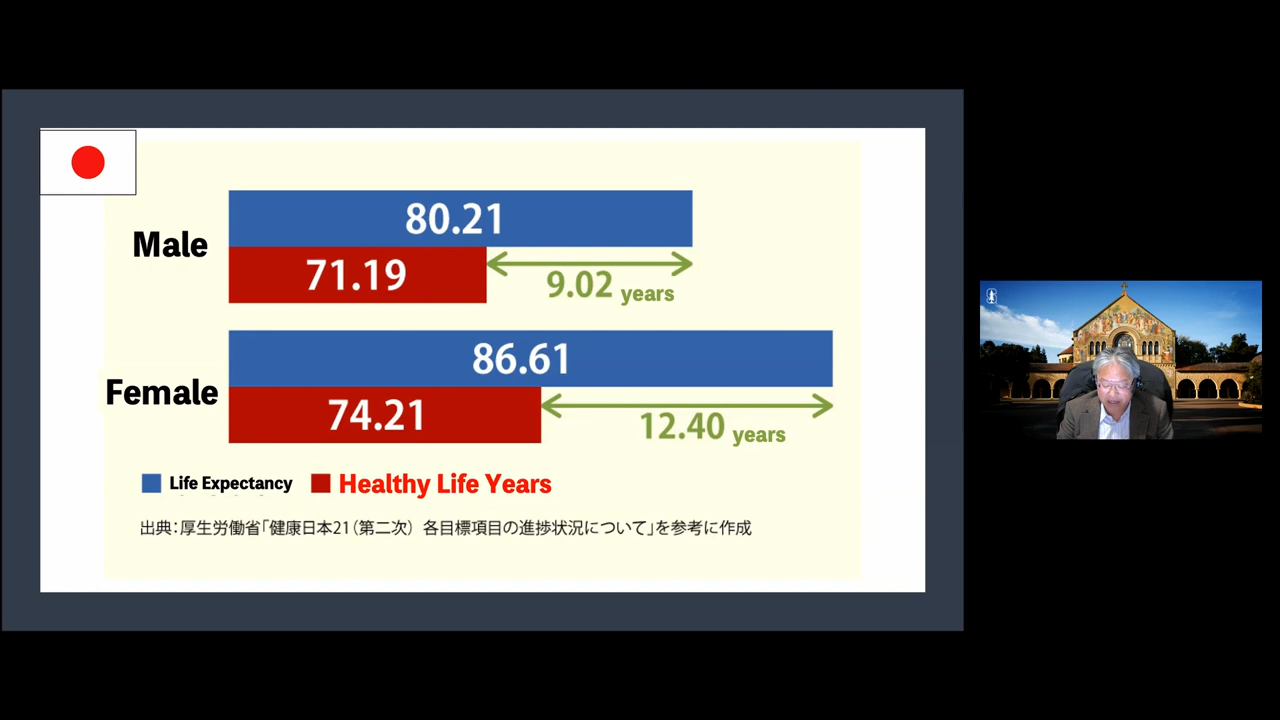 Male
80.21
71.19
9.02 years
Female
86.61
74.21
12.40 years
Life Expectancy
Healthy Life Years
出典：厚生労働省「健康日本21（第二次） 各目標項目の進捗状況について」を参考に作成